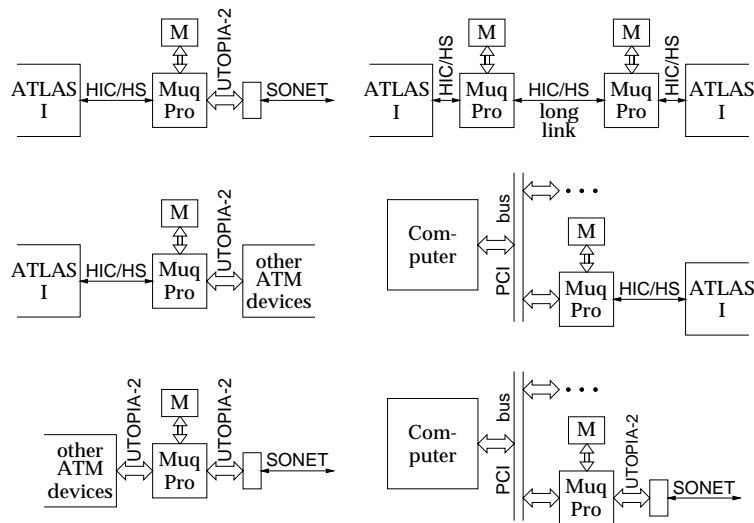 M
UTOPIA-2
ATLAS
I
HIC/HS
Muq
Pro
SONET
M
M
HIC/HS
HIC/HS
ATLAS
I
Muq
Pro
HIC/HS
long
link
Muq
Pro
ATLAS
I
M
UTOPIA-2
ATLAS
I
HIC/HS
Muq
Pro
other
ATM
devices
Com-
puter
PCI bus
• • •
M
Muq
Pro
HIC/HS
ATLAS
I
UTOPIA-2
M
UTOPIA-2
other
ATM
devices
Muq
Pro
SONET
Com-
puter
PCI bus
• • •
M
UTOPIA-2
Muq
Pro
SONET